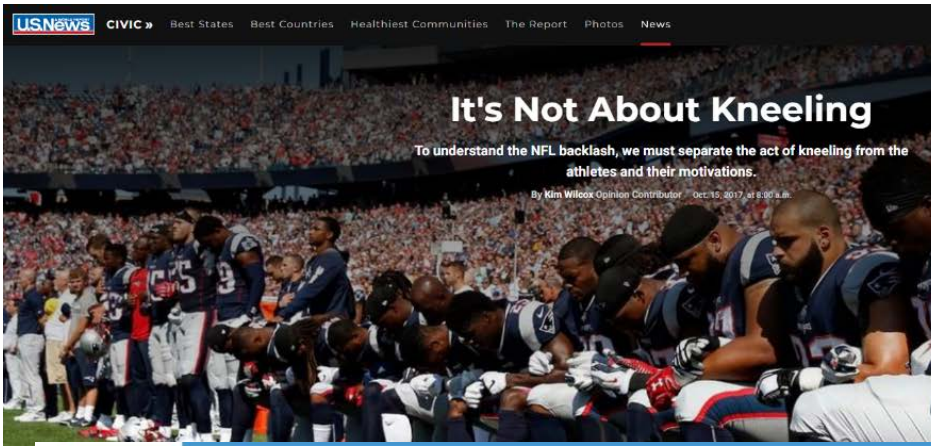 U.S.News CIVIC » Best States Best Countries Healthiest Communities The Report Photos News
It's Not About Kneeling
To understand the NFL backlash, we must separate the act of kneeling from the
athletes and their motivations.
By Kim Wilcox Opinion Contributor Oct. 15, 2017, at 8:00 a.m.